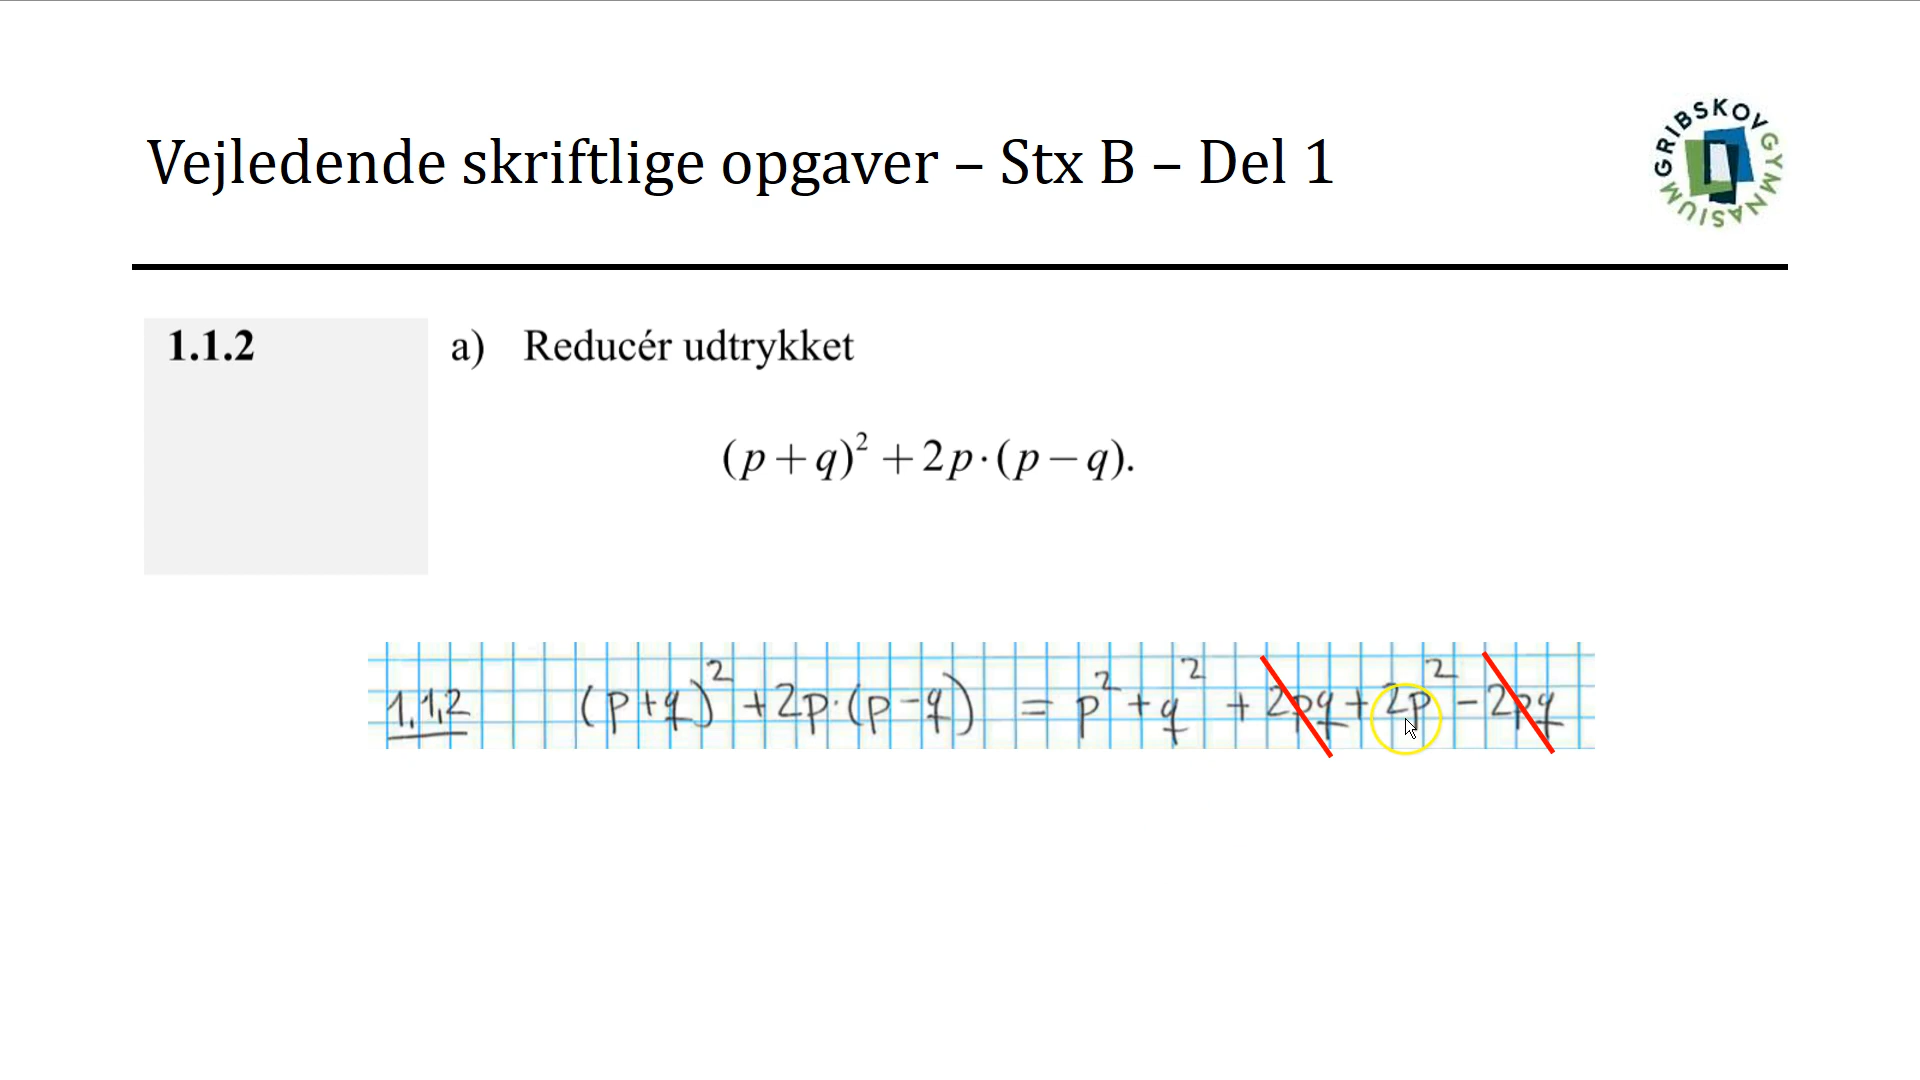 Vejledende skriftlige opgaver – Stx B – Del 1
GRIBSKOV GYMNASIUM
1.1.2 a) Reducér udtrykket
(p+q)² + 2p·(p−q).
1.1.2 (p+q)² + 2p·(p−q) = p² + q² + 2pq + 2p² − 2pq